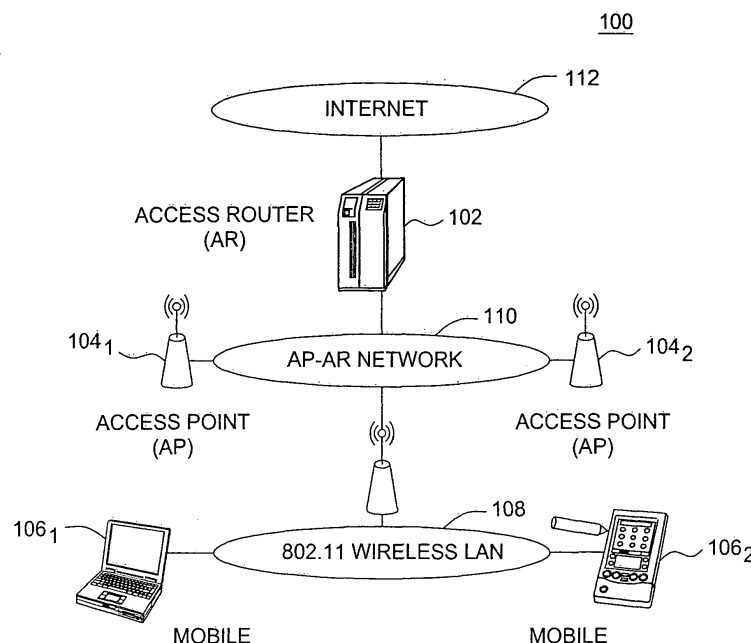 100
112
INTERNET
ACCESS ROUTER
(AR)
102
110
104₁
AP-AR NETWORK
104₂
ACCESS POINT
(AP)
ACCESS POINT
(AP)
108
106₁
802.11 WIRELESS LAN
106₂
MOBILE
MOBILE